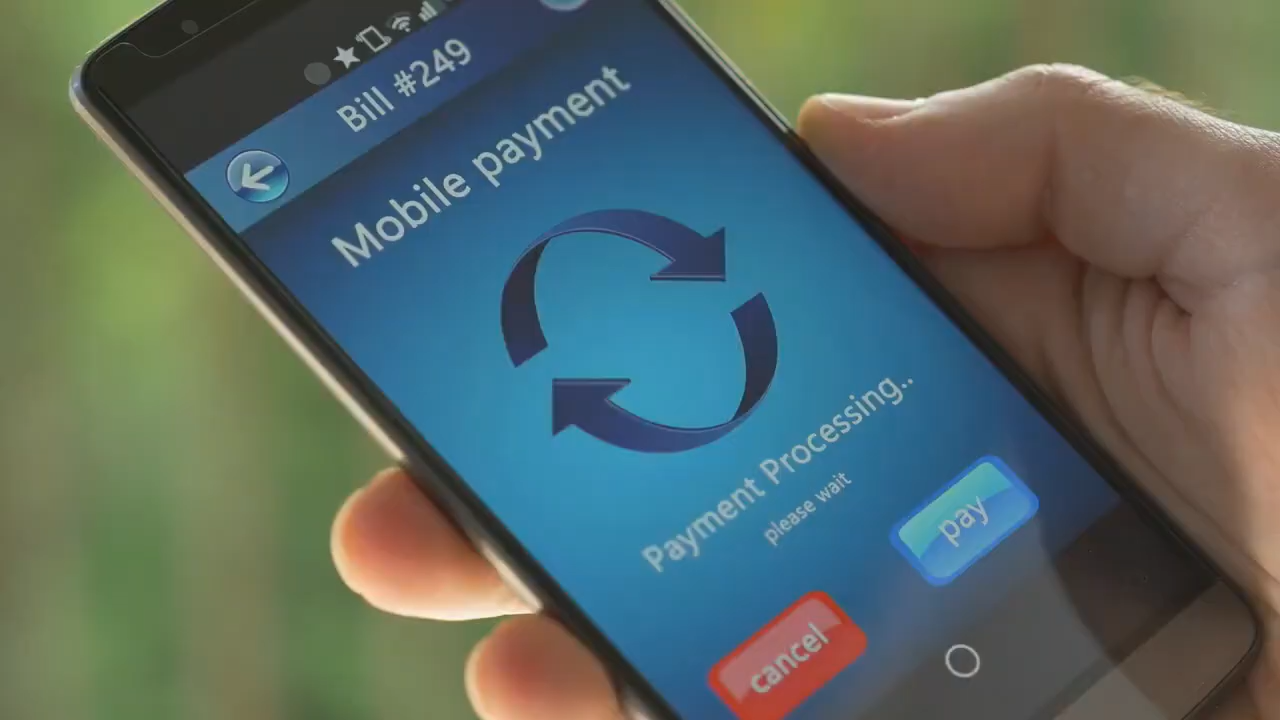 Bill #249
Mobile payment
Payment Processing..
please wait
pay
cancel